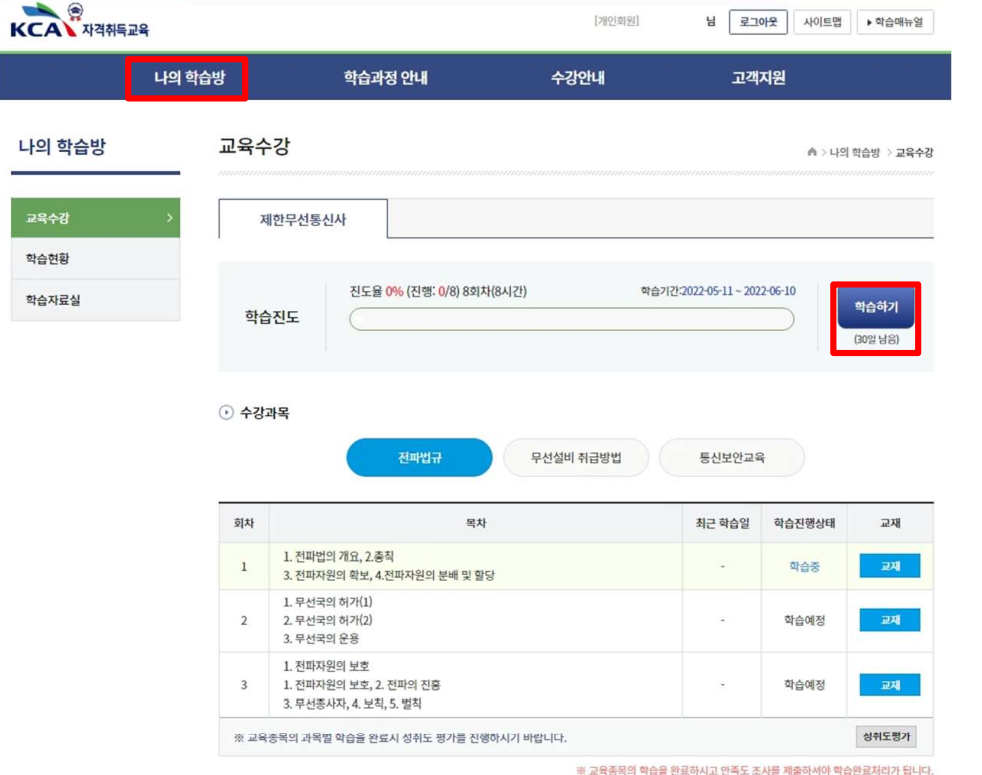 KCA 자격취득교육
[개인회원] 님 로그아웃 사이트맵 학습매뉴얼
나의 학습방 학습과정 안내 수강안내 고객지원
나의 학습방
교육수강
학습현황
학습자료실
교육수강
> 나의 학습방 > 교육수강
제한무선통신사
학습진도
진도율 0% (진행: 0/8) 8회차(8시간)
학습기간:2022-05-11 ~ 2022-06-10
학습하기
(30일 남음)
수강과목
전파법규 무선설비 취급방법 통신보안교육
회차 목차 최근 학습일 학습진행상태 교재
1. 전파법의 개요, 2.총칙
1 - 학습중 교재
3. 전파자원의 확보, 4.전파자원의 분배 및 할당
1. 무선국의 허가(1)
2 2. 무선국의 허가(2) - 학습예정 교재
3. 무선국의 운용
1. 전파자원의 보호
3 1. 전파자원의 보호, 2. 전파의 진흥 - 학습예정 교재
3. 무선종사자, 4. 보칙, 5. 벌칙
※ 교육종목의 과목별 학습을 완료시 성취도 평가를 진행하시기 바랍니다. 성취도평가
※ 교육종목의 학습을 완료하시고 만족도 조사를 제출하셔야 학습완료처리가 됩니다.